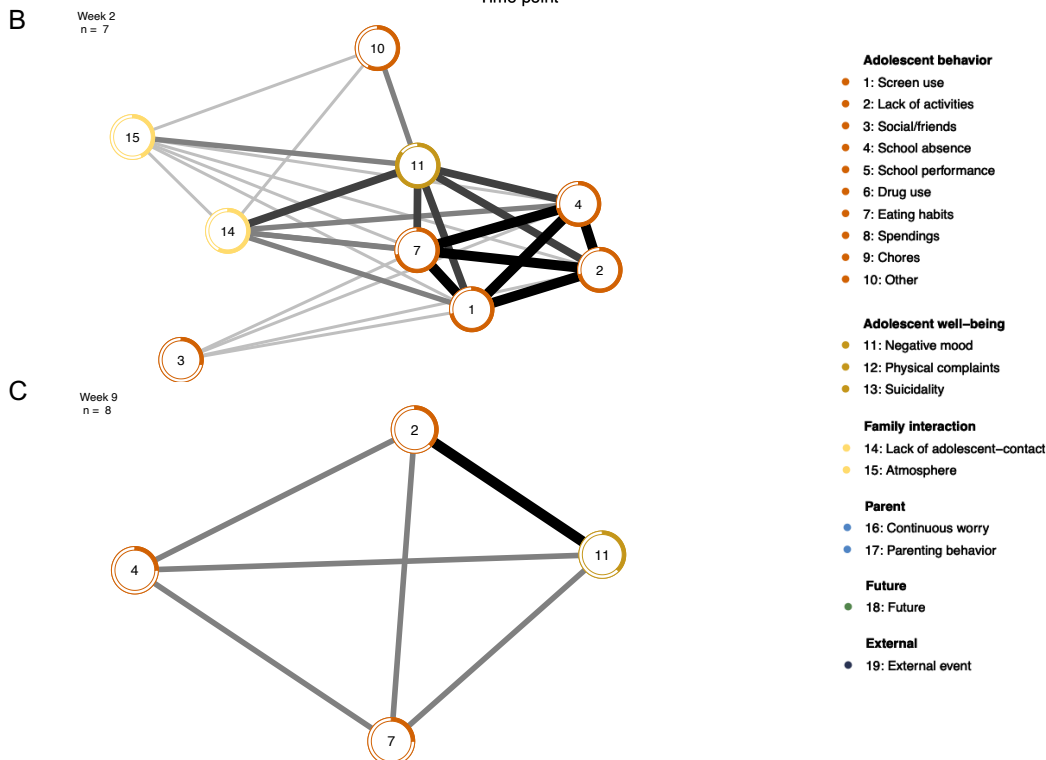 Time point
B
Week 2
n = 7
10
15
11
4
14
7
2
1
3
C
Week 9
n = 8
2
11
4
7
Adolescent behavior
1: Screen use
2: Lack of activities
3: Social/friends
4: School absence
5: School performance
6: Drug use
7: Eating habits
8: Spendings
9: Chores
10: Other
Adolescent well–being
11: Negative mood
12: Physical complaints
13: Suicidality
Family interaction
14: Lack of adolescent–contact
15: Atmosphere
Parent
16: Continuous worry
17: Parenting behavior
Future
18: Future
External
19: External event